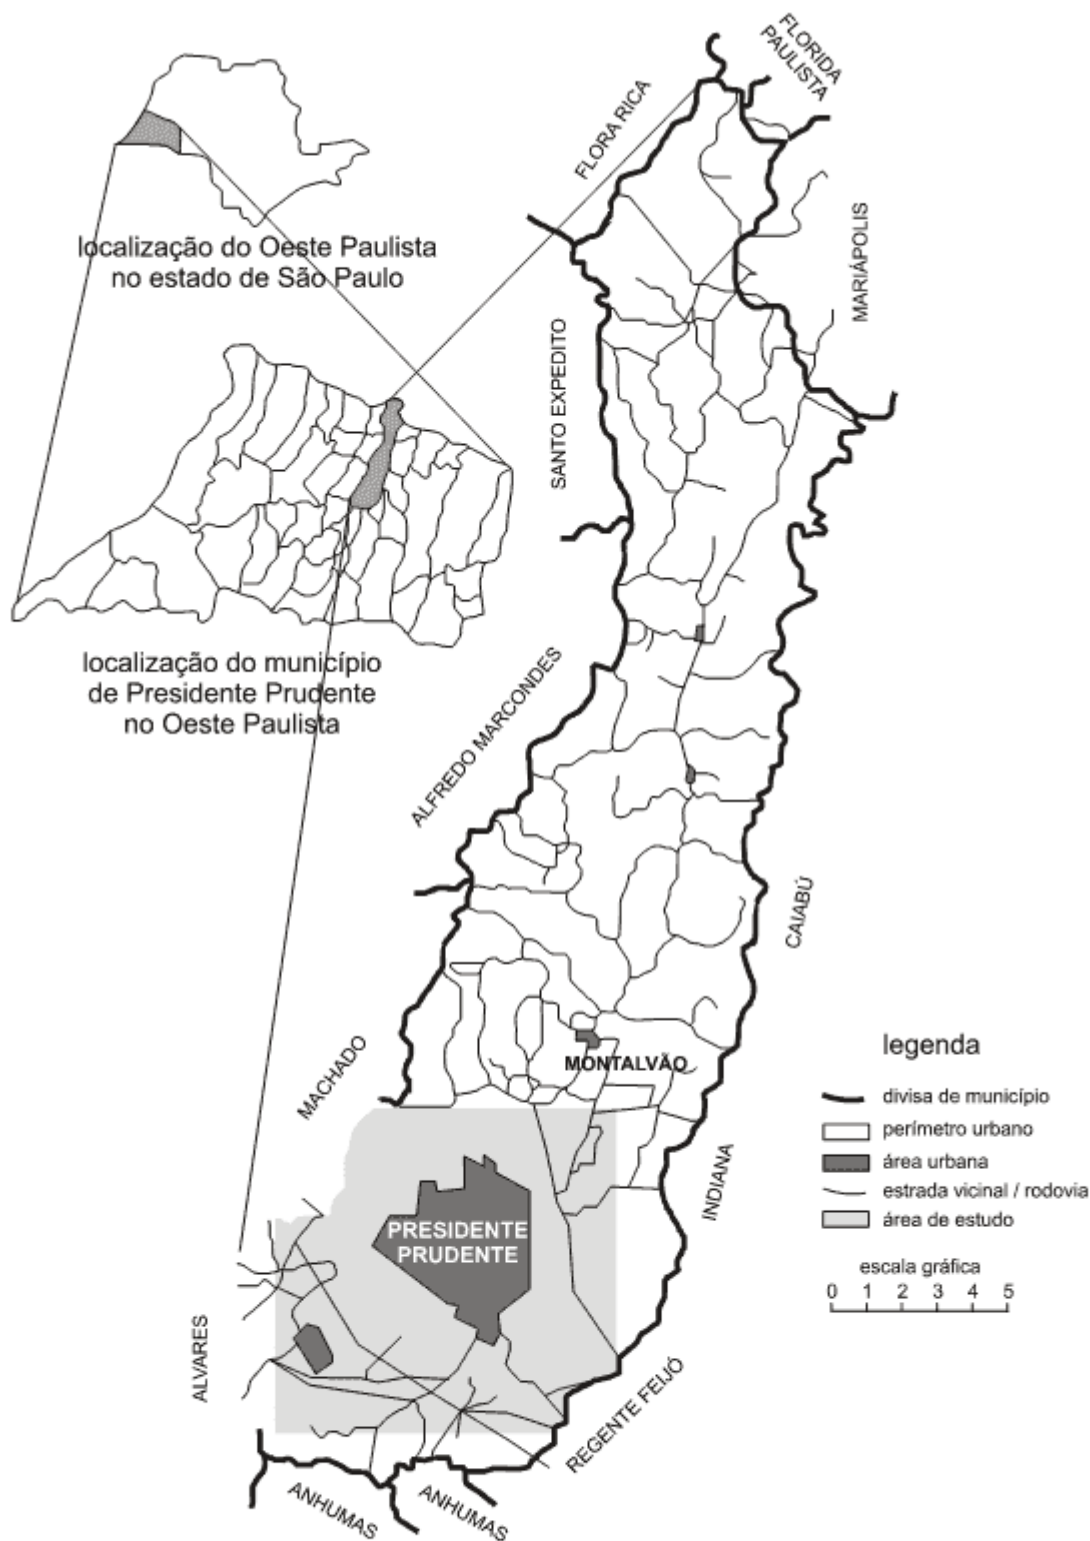 FLORIDA
PAULISTA
FLORA RICA
MARIÁPOLIS
localização do Oeste Paulista
no estado de São Paulo
SANTO EXPEDITO
localização do município
de Presidente Prudente
no Oeste Paulista
ALFREDO MARCONDES
CAIABÚ
MACHADO
MONTALVÃO
INDIANA
PRESIDENTE
PRUDENTE
ALVARES
REGENTE FEIJÓ
ANHUMAS
ANHUMAS
legenda
divisa de município
perímetro urbano
área urbana
estrada vicinal / rodovia
área de estudo
escala gráfica
0 1 2 3 4 5